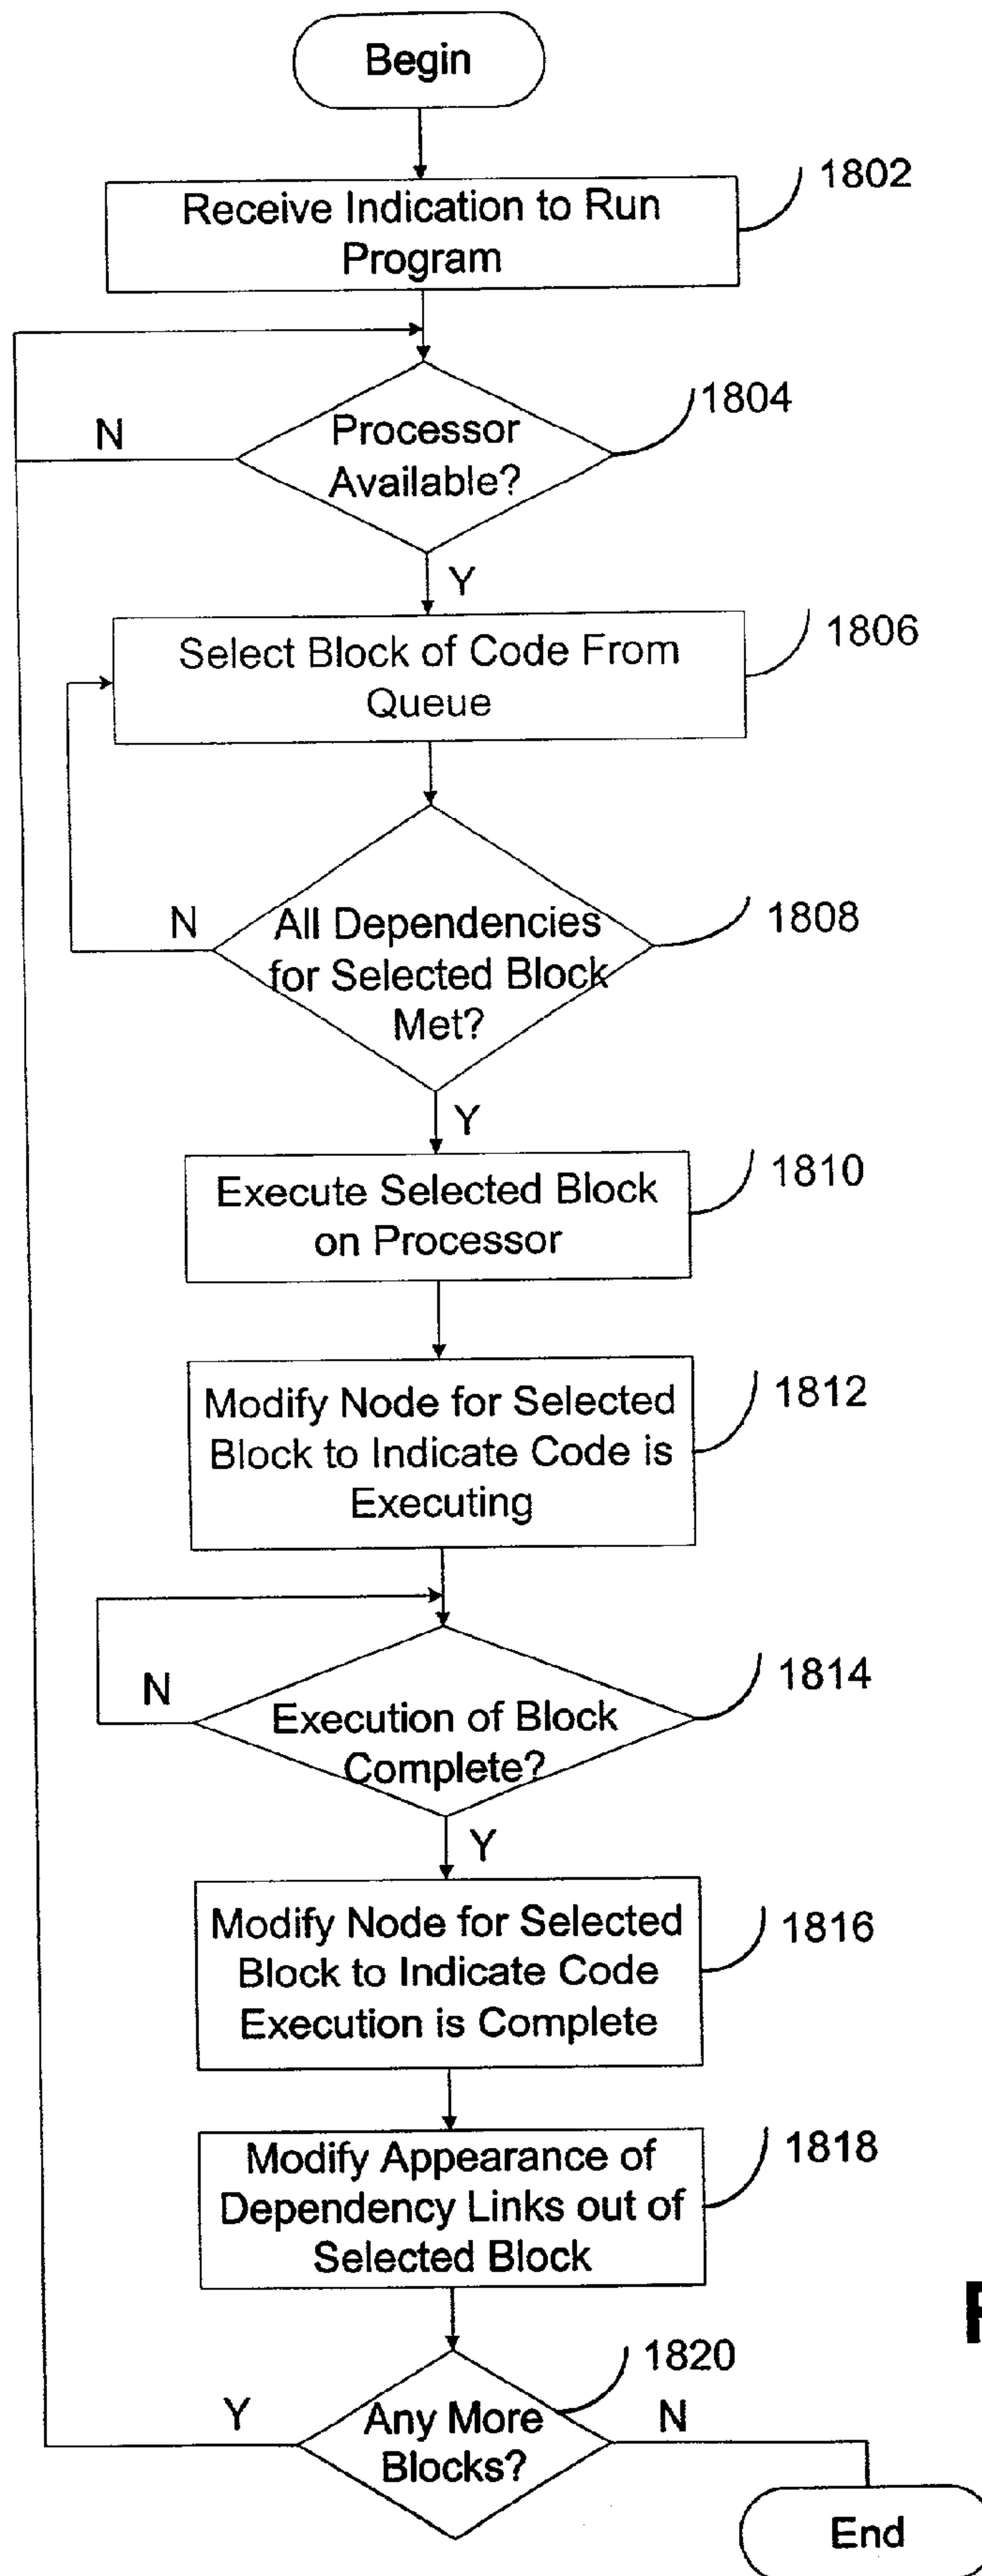 Begin
1802
Receive Indication to Run
Program
1804
Processor
Available?
N
Y
1806
Select Block of Code From
Queue
1808
N
All Dependencies
for Selected Block
Met?
Y
1810
Execute Selected Block
on Processor
1812
Modify Node for Selected
Block to Indicate Code is
Executing
1814
N
Execution of Block
Complete?
Y
1816
Modify Node for Selected
Block to Indicate Code
Execution is Complete
1818
Modify Appearance of
Dependency Links out of
Selected Block
1820
Y
Any More
Blocks?
N
End